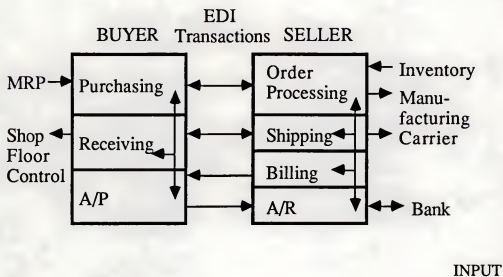 EDI
BUYER Transactions SELLER
MRP
Purchasing
Order
Processing
Inventory
Manu-
facturing
Shop
Floor
Control
Receiving
Shipping
Carrier
Billing
A/P
A/R
Bank
INPUT